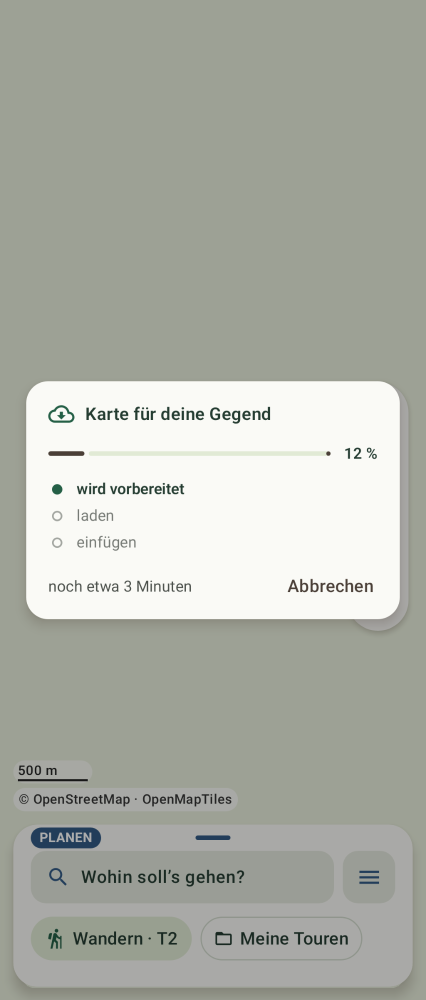 Karte für deine Gegend
12 %
wird vorbereitet
laden
einfügen
noch etwa 3 Minuten
Abbrechen
500 m
© OpenStreetMap · OpenMapTiles
PLANEN
Wohin soll's gehen?
Wandern · T2
Meine Touren